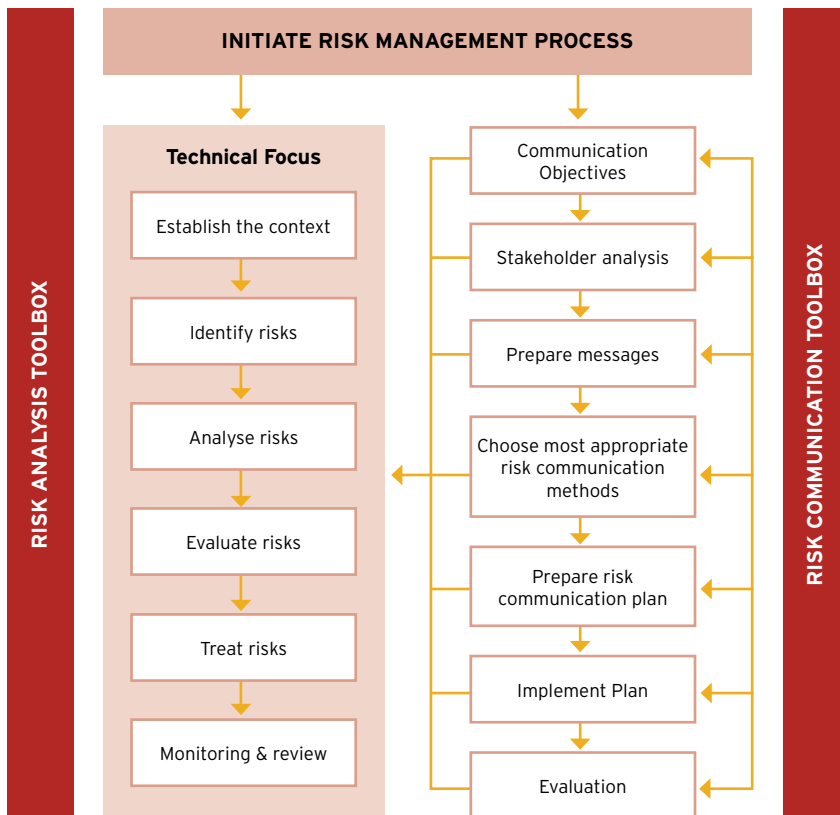 INITIATE RISK MANAGEMENT PROCESS
RISK ANALYSIS TOOLBOX
Technical Focus
Establish the context
Identify risks
Analyse risks
Evaluate risks
Treat risks
Monitoring & review
Communication
Objectives
Stakeholder analysis
Prepare messages
Choose most appropriate
risk communication
methods
Prepare risk
communication plan
Implement Plan
Evaluation
RISK COMMUNICATION TOOLBOX